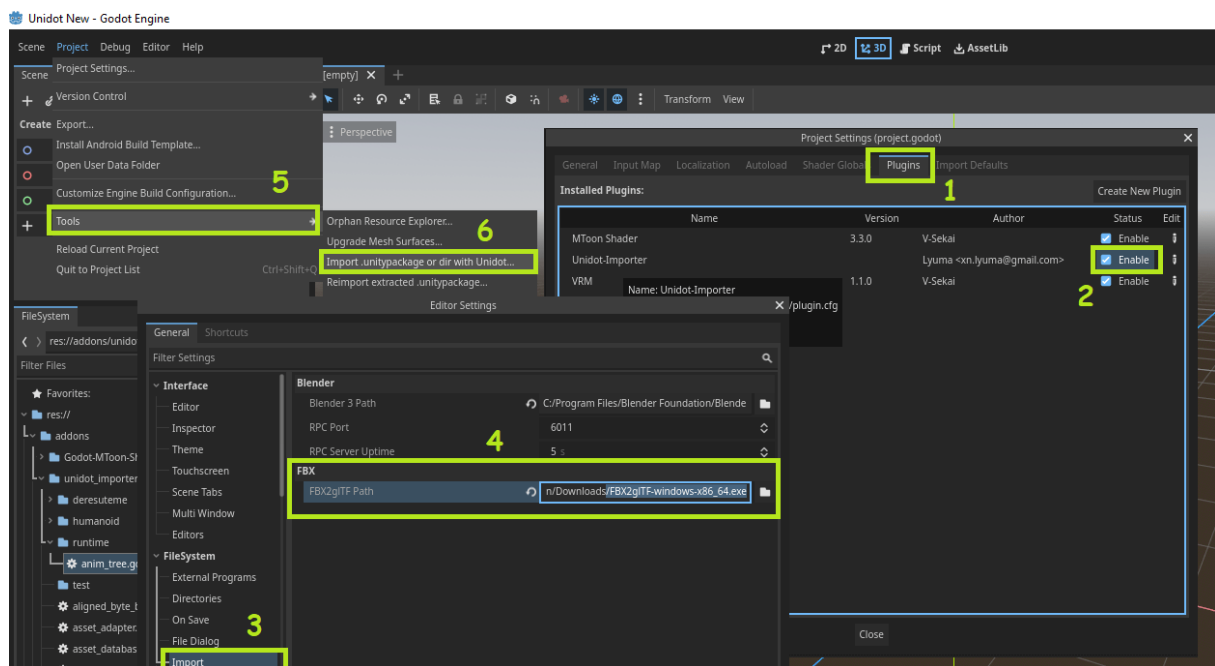 Unidot New - Godot Engine
Scene Project Debug Editor Help
2D 3D Script AssetLib
Project Settings...
Version Control
Export...
Install Android Build Template...
Open User Data Folder
Customize Engine Build Configuration...
5
Tools
Reload Current Project
Quit to Project List Ctrl+Shift+Q
Orphan Resource Explorer...
Upgrade Mesh Surfaces...
6
Import .unitypackage or dir with Unidot...
Reimport extracted .unitypackage...
Scene
[empty]
Transform View
Create
Perspective
Project Settings (project.godot)
General Input Map Localization Autoload Shader Global Plugins Import Defaults
1
Installed Plugins: Create New Plugin
Name Version Author Status Edit
MToon Shader 3.3.0 V-Sekai Enable
Unidot-Importer Lyuma <xn.lyuma@gmail.com> Enable
VRM 1.1.0 V-Sekai Enable
2
Name: Unidot-Importer
/plugin.cfg
Close
FileSystem
res://addons/unido
Filter Files
Favorites:
res://
addons
Godot-MToon-Sh
unidot_importer
deresuteme
humanoid
runtime
anim_tree.g
test
aligned_byte_b
asset_adapter.
asset_databas
Editor Settings
General Shortcuts
Filter Settings
Interface
Editor
Inspector
Theme
Touchscreen
Scene Tabs
Multi Window
Editors
FileSystem
External Programs
Directories
On Save
File Dialog
3
Import
Blender
Blender 3 Path C:/Program Files/Blender Foundation/Blende
RPC Port 6011
RPC Server Uptime 5 s
4
FBX
FBX2glTF Path n/Downloads/FBX2glTF-windows-x86_64.exe